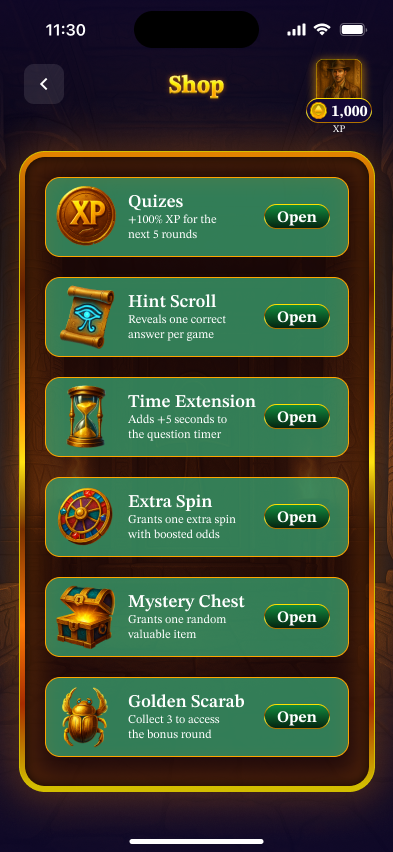 11:30
Shop
1,000
XP
XP
Quizes
+100% XP for the
next 5 rounds
Open
Hint Scroll
Reveals one correct
answer per game
Open
Time Extension
Adds +5 seconds to
the question timer
Open
Extra Spin
Grants one extra spin
with boosted odds
Open
Mystery Chest
Grants one random
valuable item
Open
Golden Scarab
Collect 3 to access
the bonus round
Open